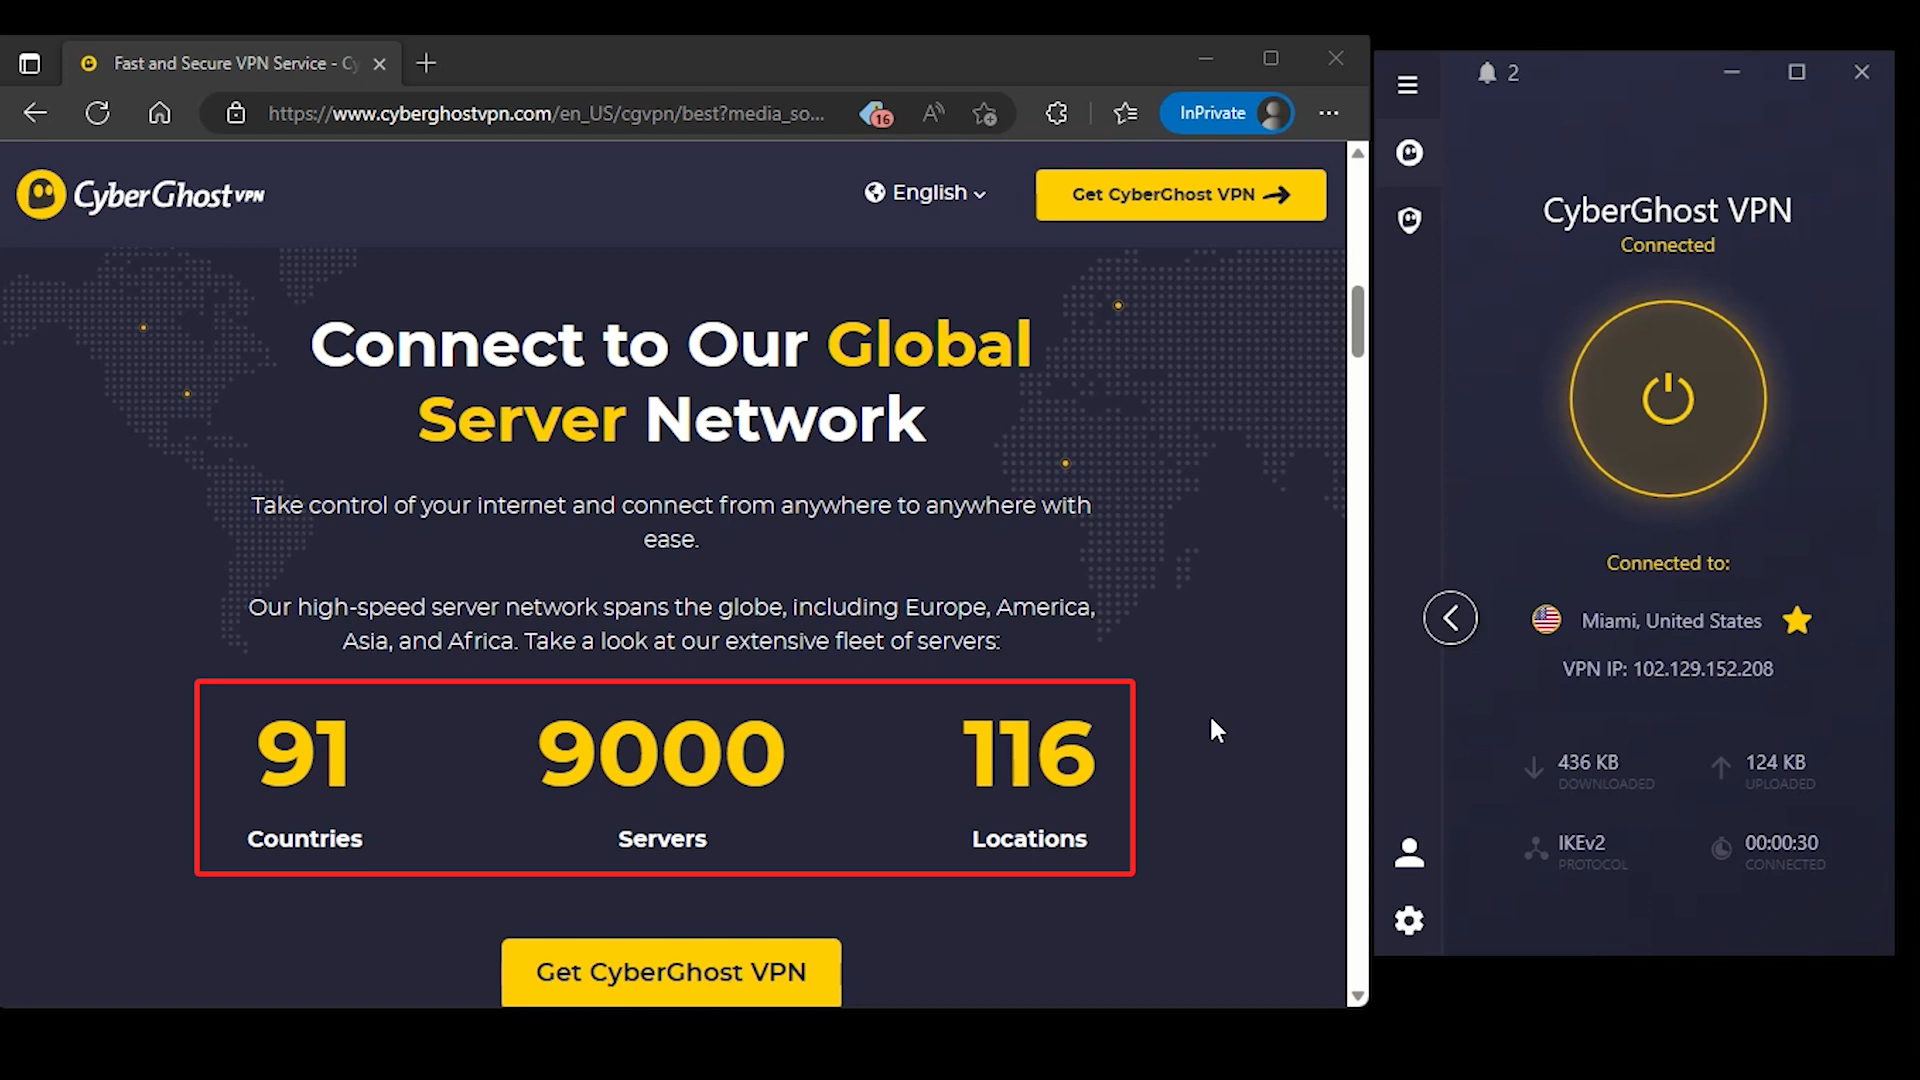 Fast and Secure VPN Service - Cy
https://www.cyberghostvpn.com/en_US/cgvpn/best?media_so...
16
InPrivate
CyberGhost VPN
English
Get CyberGhost VPN
Connect to Our Global
Server Network
Take control of your internet and connect from anywhere to anywhere with
ease.
Our high-speed server network spans the globe, including Europe, America,
Asia, and Africa. Take a look at our extensive fleet of servers:
91 9000 116
Countries Servers Locations
Get CyberGhost VPN
2
CyberGhost VPN
Connected
Connected to:
Miami, United States
VPN IP: 102.129.152.208
436 KB 124 KB
DOWNLOADED UPLOADED
IKEv2 00:00:30
PROTOCOL CONNECTED